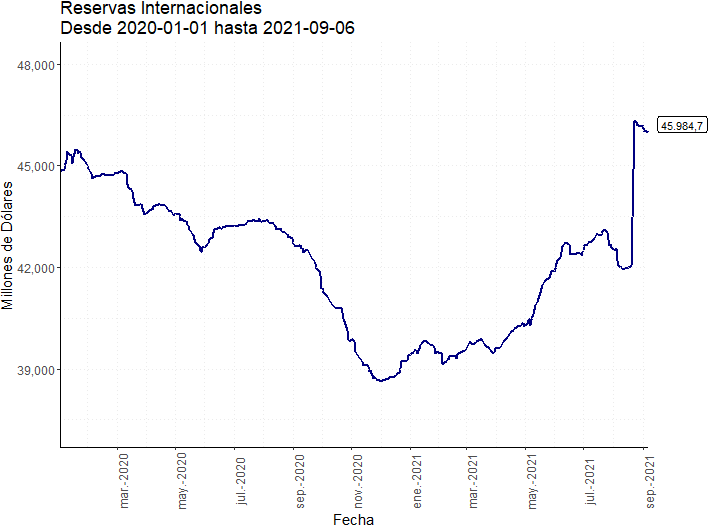 Reservas Internacionales
Desde 2020-01-01 hasta 2021-09-06
48,000
45,000
42,000
39,000
Millones de Dólares
45.984,7
mar.-2020
may.-2020
jul.-2020
sep.-2020
nov.-2020
ene.-2021
mar.-2021
may.-2021
jul.-2021
sep.-2021
Fecha